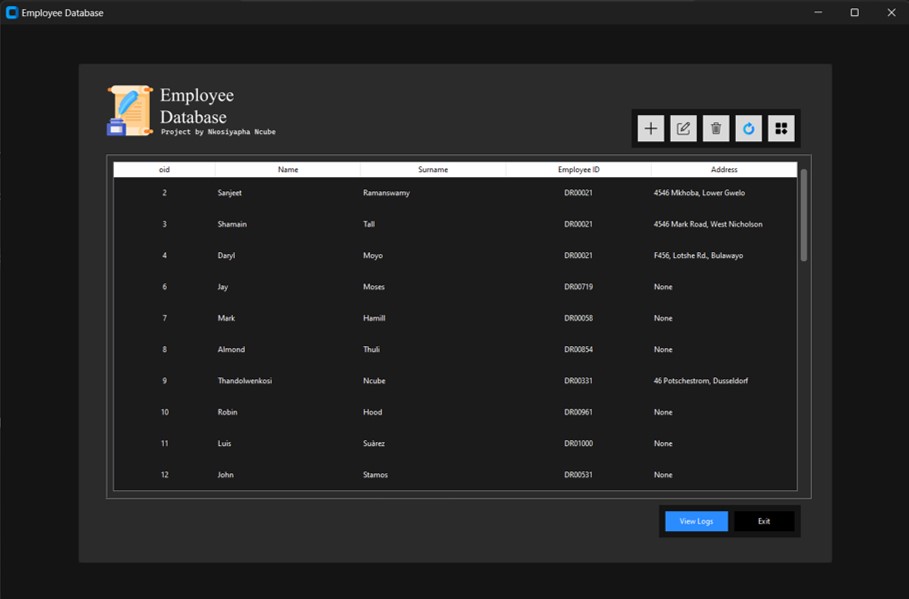 Employee Database
Employee
Database
Project by Nkosiyapha Ncube
oid Name Surname Employee ID Address
2 Sanjeet Ramanswamy DR00021 4546 Mkhoba, Lower Gwelo
3 Shamain Tall DR00021 4546 Mark Road, West Nicholson
4 Daryl Moyo DR00021 F456, Lotshe Rd., Bulawayo
6 Jay Moses DR00719 None
7 Mark Hamill DR00058 None
8 Almond Thuli DR00854 None
9 Thandolwenkosi Ncube DR00331 46 Potschestrom, Dusseldorf
10 Robin Hood DR00961 None
11 Luis Suàrez DR01000 None
12 John Stamos DR00531 None
View Logs Exit